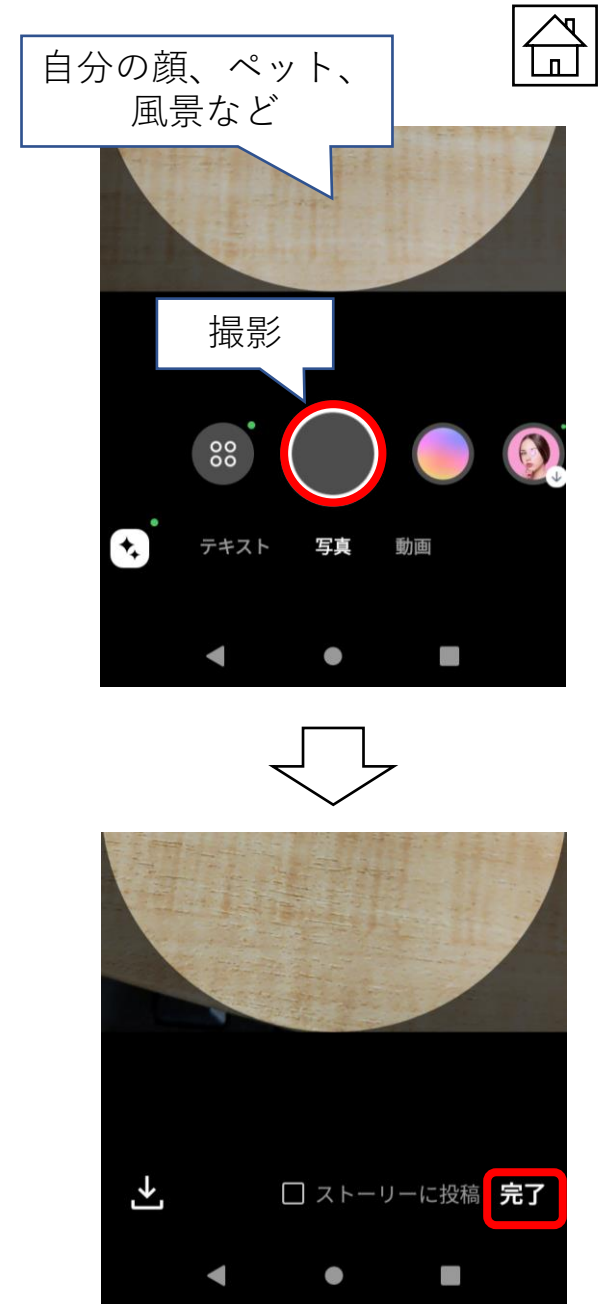 自分の顔、ペット、
風景など
撮影
テキスト 写真 動画
ストーリーに投稿 完了